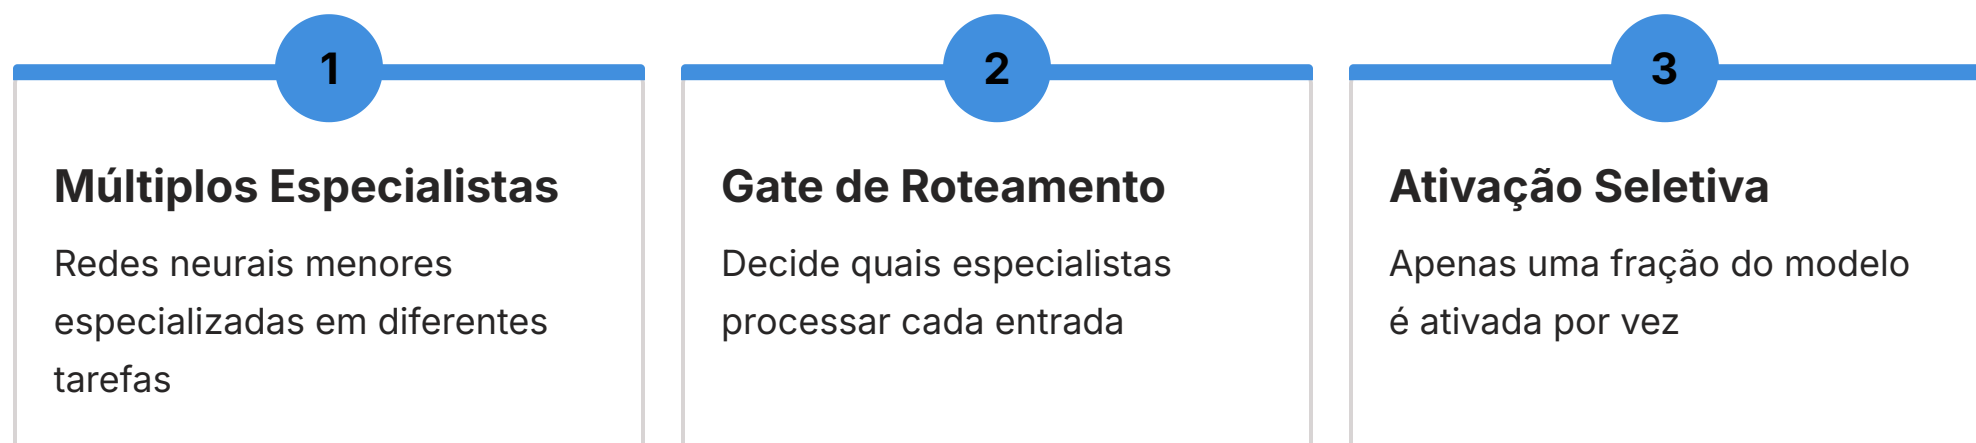 1
Múltiplos Especialistas
Redes neurais menores
especializadas em diferentes
tarefas
2
Gate de Roteamento
Decide quais especialistas
processar cada entrada
3
Ativação Seletiva
Apenas uma fração do modelo
é ativada por vez